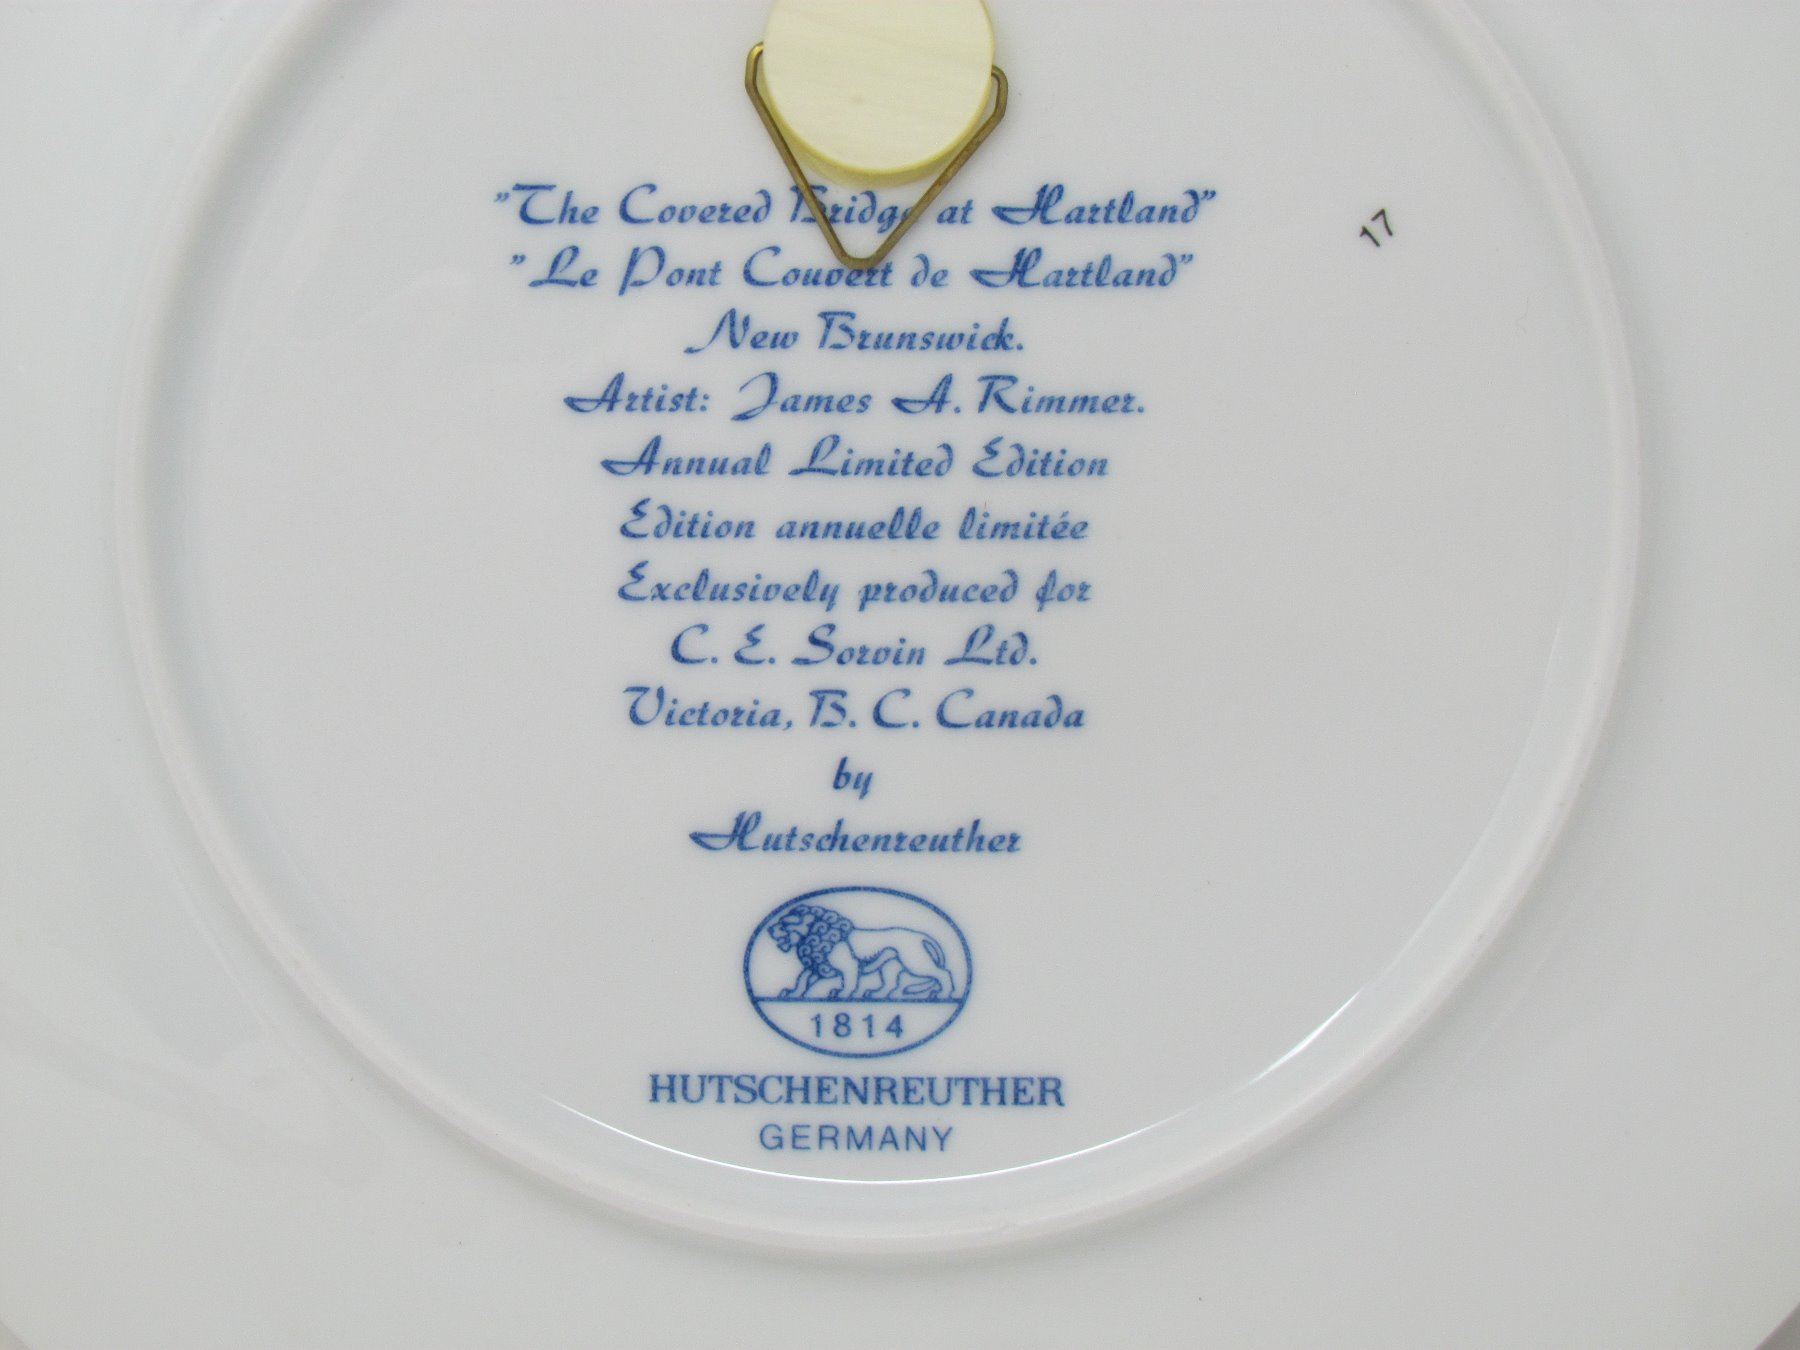 "The Covered Bridge at Hartland"
17
"Le Pont Couvert de Hartland"
New Brunswick.
Artist: James A. Rimmer.
Annual Limited Edition
Edition annuelle limitée
Exclusively produced for
C. E. Sorvin Ltd.
Victoria, B. C. Canada
by
Hutschenreuther
1814
HUTSCHENREUTHER
GERMANY